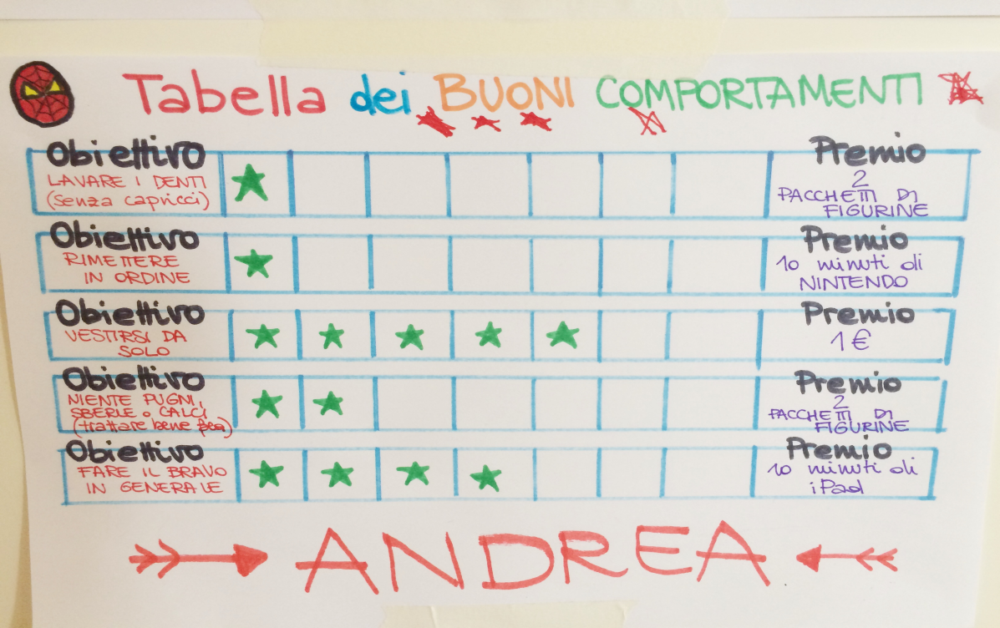 Tabella dei BUONI COMPORTAMENTI
Obiettivo
LAVARE I DENTI
(senza capricci)
Premio
2
PACCHETTI DI
FIGURINE
Obiettivo
RIMETTERE
IN ORDINE
Premio
10 minuti di
NINTENDO
Obiettivo
VESTIRSI DA
SOLO
Premio
1 €
Obiettivo
NIENTE PUGNI,
SBERLE o CALCI
(trattare bene
Premio
2
PACCHETTI DI
FIGURINE
Obiettivo
FARE IL BRAVO
IN GENERALE
Premio
10 minuti di
iPad
ANDREA